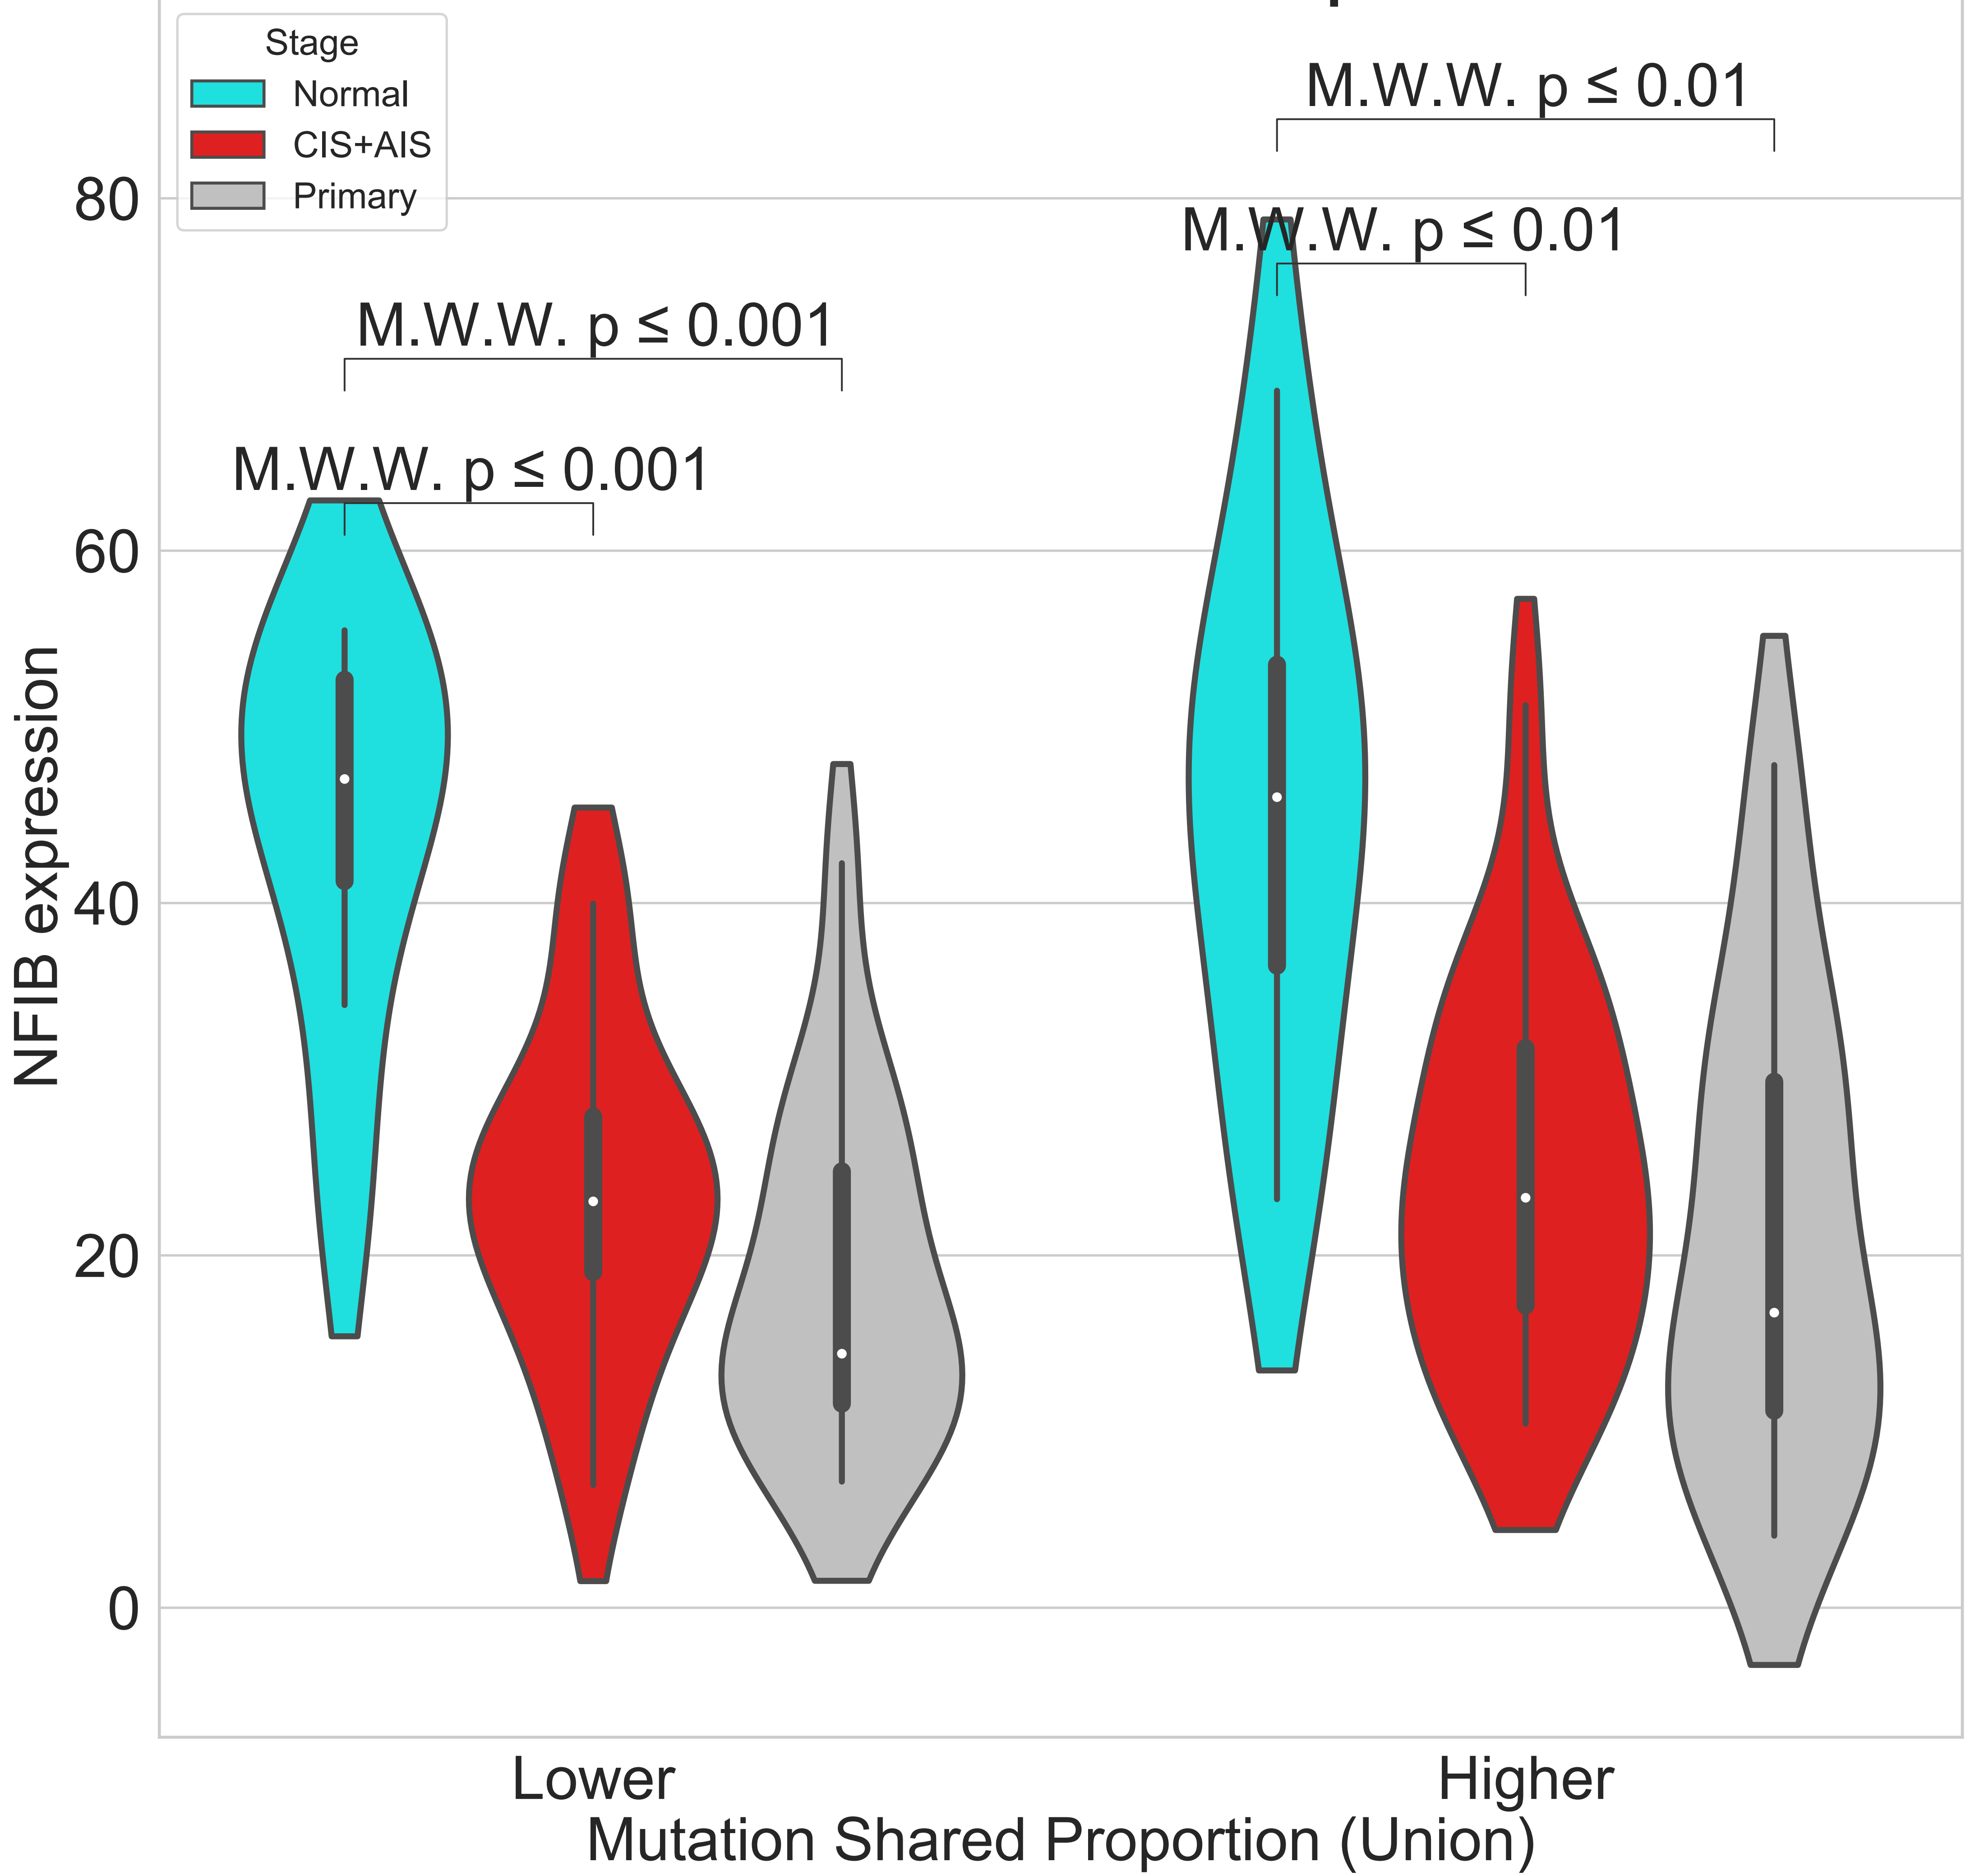 Stage
Normal
CIS+AIS
Primary
M.W.W. p ≤ 0.01
M.W.W. p ≤ 0.01
M.W.W. p ≤ 0.001
M.W.W. p ≤ 0.001
80
60
40
20
0
NFIB expression
Lower
Higher
Mutation Shared Proportion (Union)